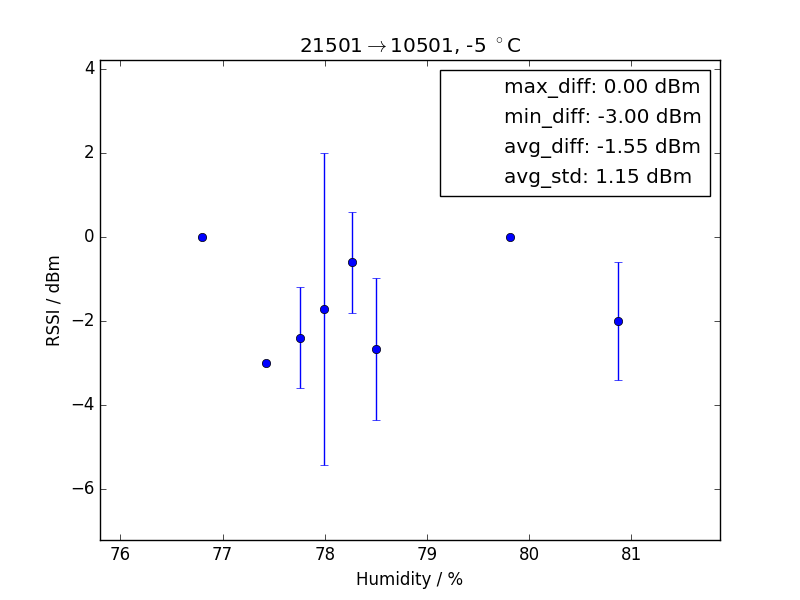 21501→10501, -5 °C
max_diff: 0.00 dBm
min_diff: -3.00 dBm
avg_diff: -1.55 dBm
avg_std: 1.15 dBm
RSSI / dBm
4
2
0
−2
−4
−6
76 77 78 79 80 81
Humidity / %